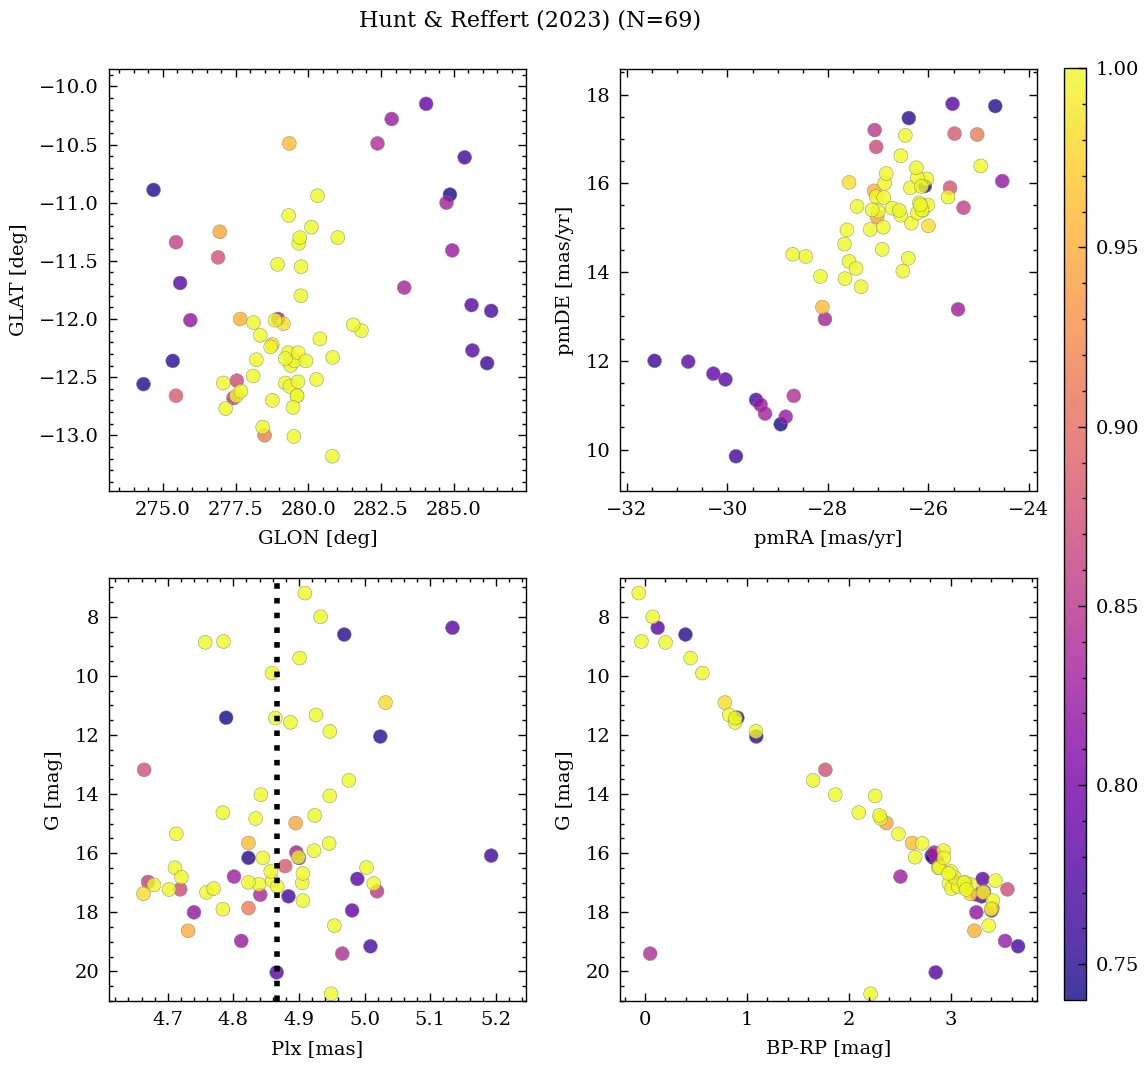 Hunt & Reffert (2023) (N=69)
−10.0
−10.5
−11.0
−11.5
−12.0
−12.5
−13.0
GLAT [deg]
275.0 277.5 280.0 282.5 285.0
GLON [deg]
18
16
14
12
10
pmDE [mas/yr]
−32 −30 −28 −26 −24
pmRA [mas/yr]
8
10
12
14
16
18
20
G [mag]
4.7 4.8 4.9 5.0 5.1 5.2
Plx [mas]
8
10
12
14
16
18
20
G [mag]
0 1 2 3
BP-RP [mag]
1.00
0.95
0.90
0.85
0.80
0.75